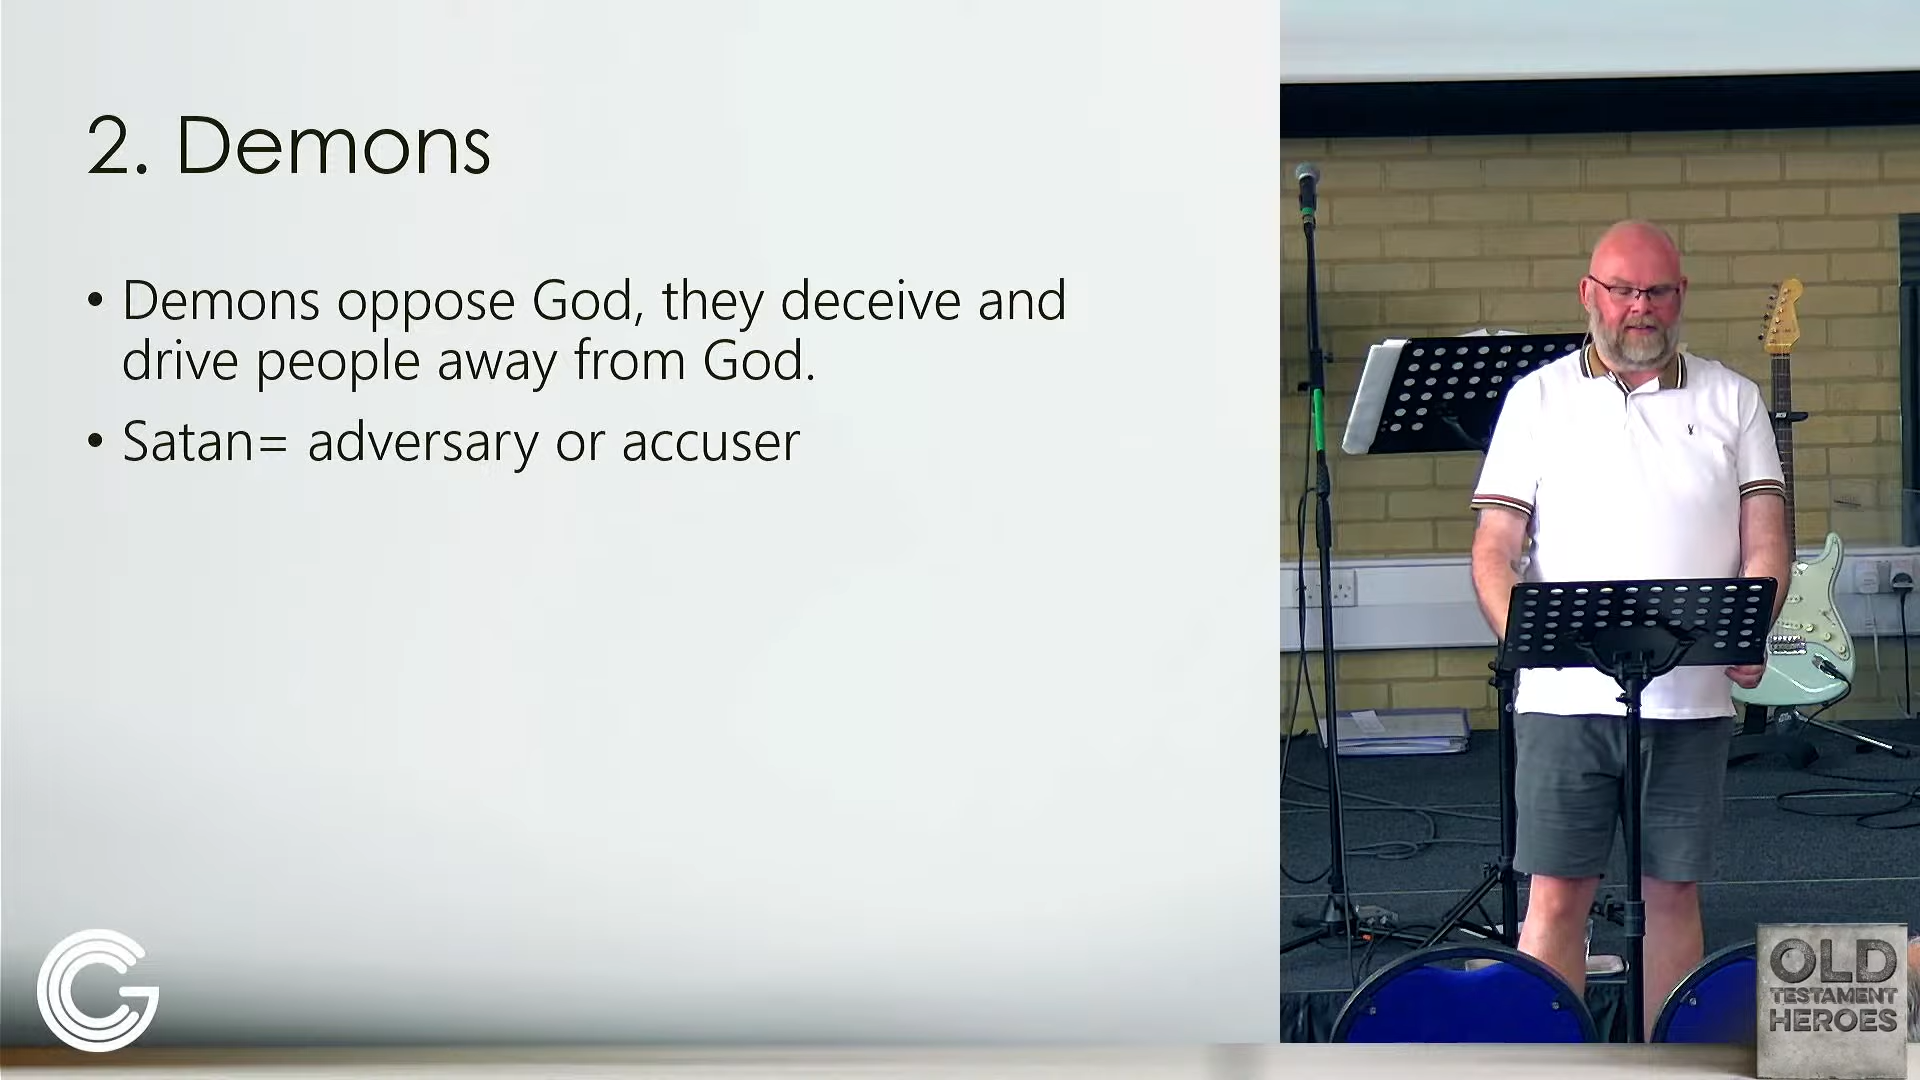 2. Demons
• Demons oppose God, they deceive and
drive people away from God.
• Satan= adversary or accuser
OLD
TESTAMENT
HEROES